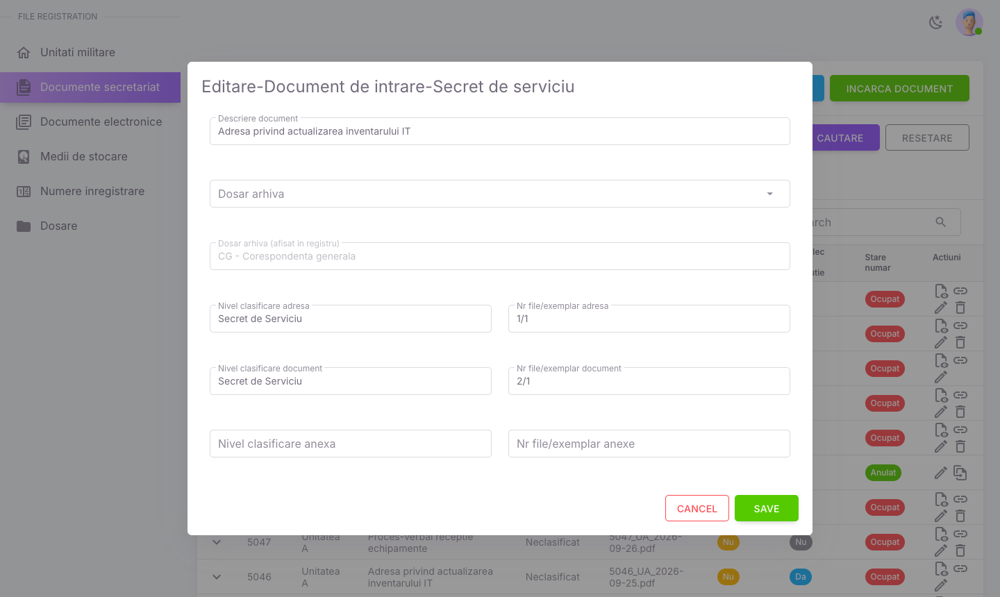 FILE REGISTRATION
Unitati militare
Documente secretariat
Documente electronice
Medii de stocare
Numere inregistrare
Dosare
INCARCA DOCUMENT
CAUTARE
RESETARE
Stare
numar
Actiuni
Editare-Document de intrare-Secret de serviciu
Descriere document
Adresa privind actualizarea inventarului IT
Dosar arhiva
Dosar arhiva (afisat in registru)
CG - Corespondenta generala
Nivel clasificare adresa
Secret de Serviciu
Nr file/exemplar adresa
1/1
Nivel clasificare document
Secret de Serviciu
Nr file/exemplar document
2/1
Nivel clasificare anexa
Nr file/exemplar anexe
CANCEL
SAVE
Ocupat
Ocupat
Ocupat
Ocupat
Ocupat
Anulat
Ocupat
5047
Unitatea
A
Proces-verbal receptie
echipamente
Neclasificat
5047_UA_2026-
09-26.pdf
Nu
Nu
Ocupat
5046
Unitatea
A
Adresa privind actualizarea
inventarului IT
Neclasificat
5046_UA_2026-
09-25.pdf
Nu
Da
Ocupat